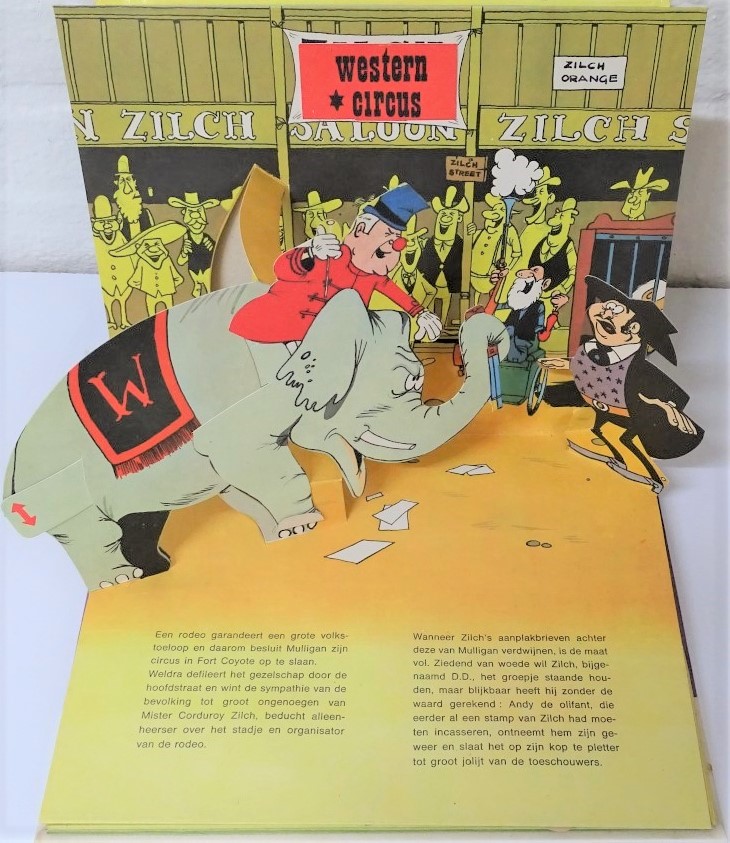 western
circus
ZILCH
ORANGE
N ZILCH SALOON ZILCH S
ZILCH
STREET
W
Een rodeo garandeert een grote volks-
toeloop en daarom besluit Mulligan zijn
circus in Fort Coyote op te slaan.
Weldra defileert het gezelschap door de
hoofdstraat en wint de sympathie van de
bevolking tot groot ongenoegen van
Mister Corduroy Zilch, beducht alleen-
heerser over het stadje en organisator
van de rodeo.
Wanneer Zilch's aanplakbrieven achter
deze van Mulligan verdwijnen, is de maat
vol. Ziedend van woede wil Zilch, bijge-
naamd D.D., het groepje staande hou-
den, maar blijkbaar heeft hij zonder de
waard gerekend : Andy de olifant, die
eerder al een stamp van Zilch had moe-
ten incasseren, ontneemt hem zijn ge-
weer en slaat het op zijn kop te pletter
tot groot jolijt van de toeschouwers.